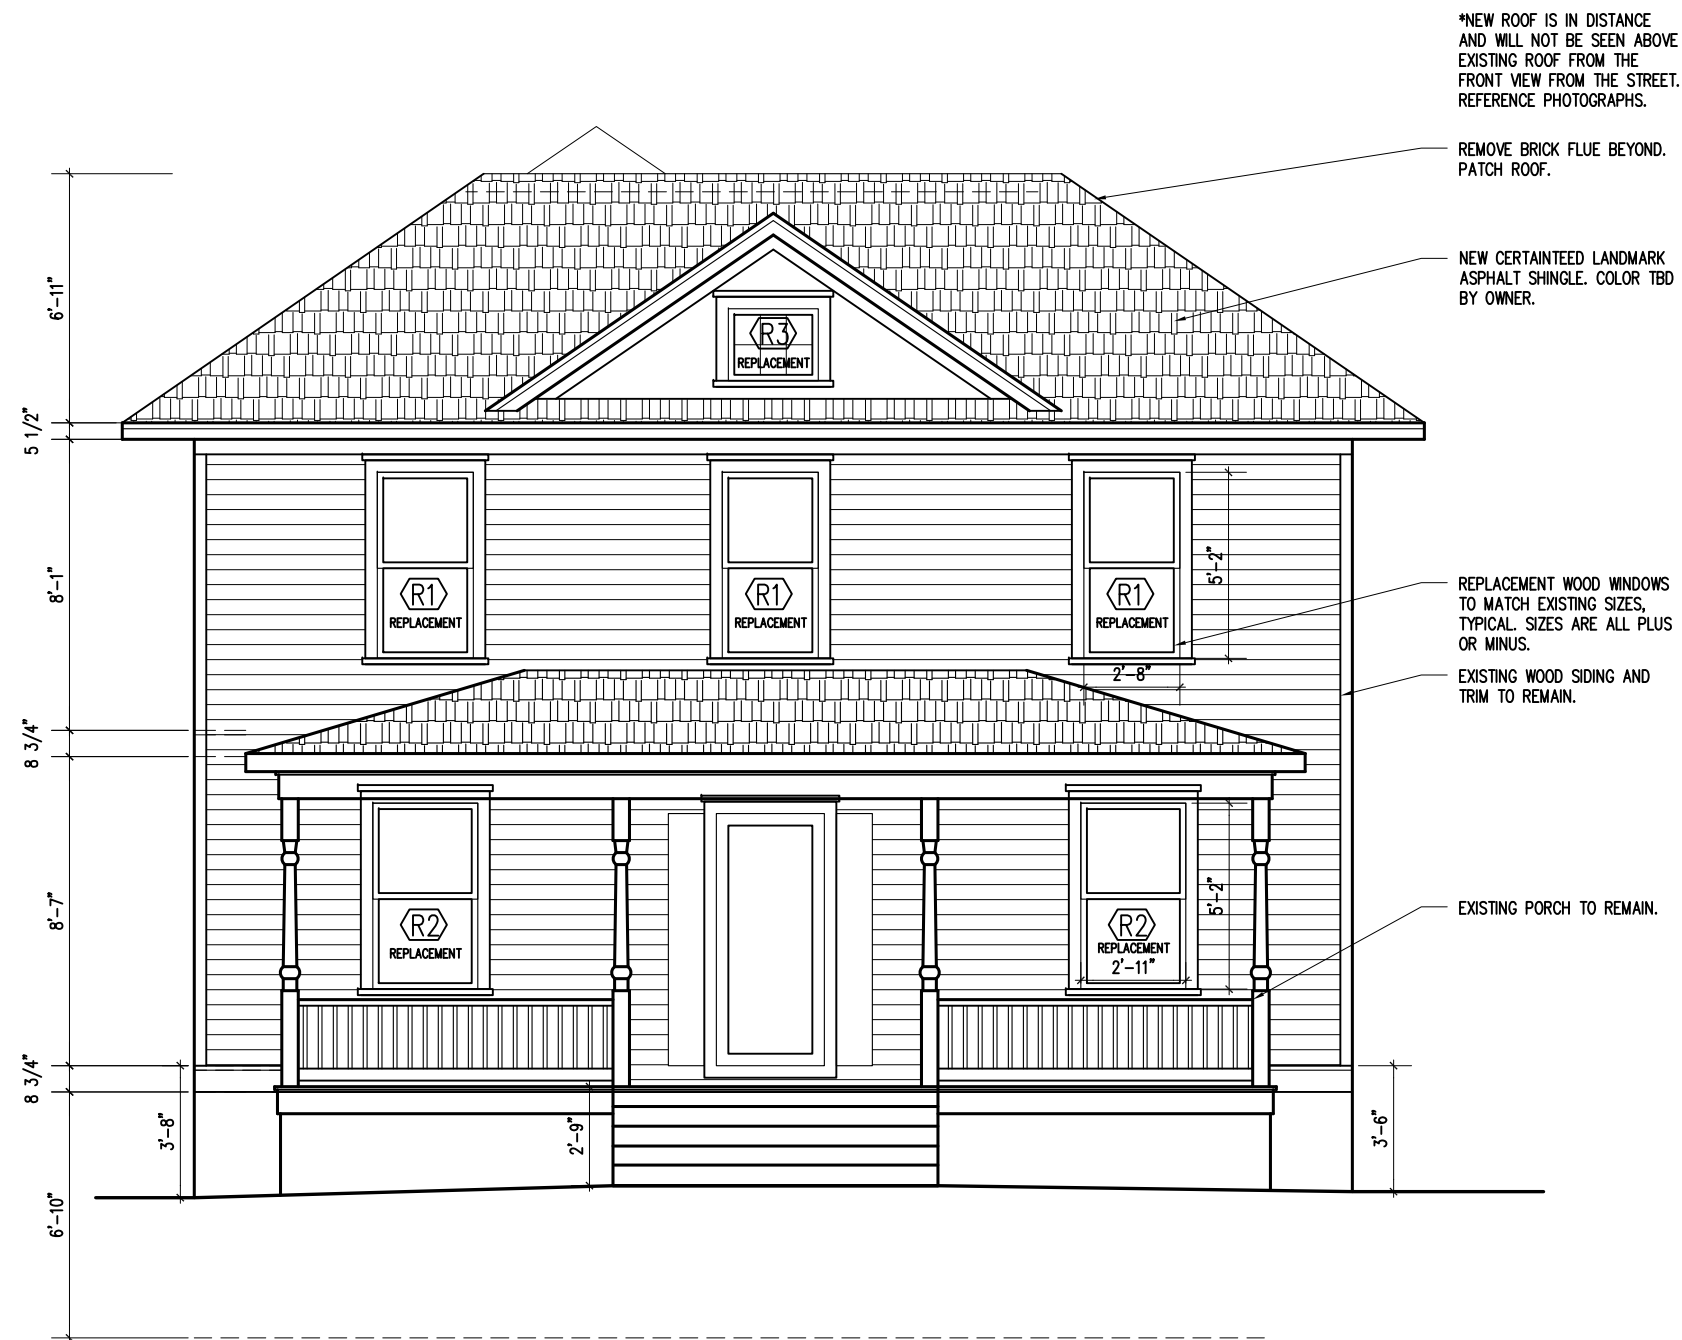 *NEW ROOF IS IN DISTANCE
AND WILL NOT BE SEEN ABOVE
EXISTING ROOF FROM THE
FRONT VIEW FROM THE STREET.
REFERENCE PHOTOGRAPHS.
REMOVE BRICK FLUE BEYOND.
PATCH ROOF.
NEW CERTAINTEED LANDMARK
ASPHALT SHINGLE. COLOR TBD
BY OWNER.
6'-11"
R3
REPLACEMENT
5 1/2"
8'-1"
R1
REPLACEMENT
R1
REPLACEMENT
R1
REPLACEMENT
5'-2"
2'-8"
REPLACEMENT WOOD WINDOWS
TO MATCH EXISTING SIZES,
TYPICAL. SIZES ARE ALL PLUS
OR MINUS.
EXISTING WOOD SIDING AND
TRIM TO REMAIN.
8 3/4"
8'-7"
R2
REPLACEMENT
R2
REPLACEMENT
2'-11"
5'-2"
EXISTING PORCH TO REMAIN.
8 3/4"
3'-8"
2'-9"
3'-6"
6'-10"